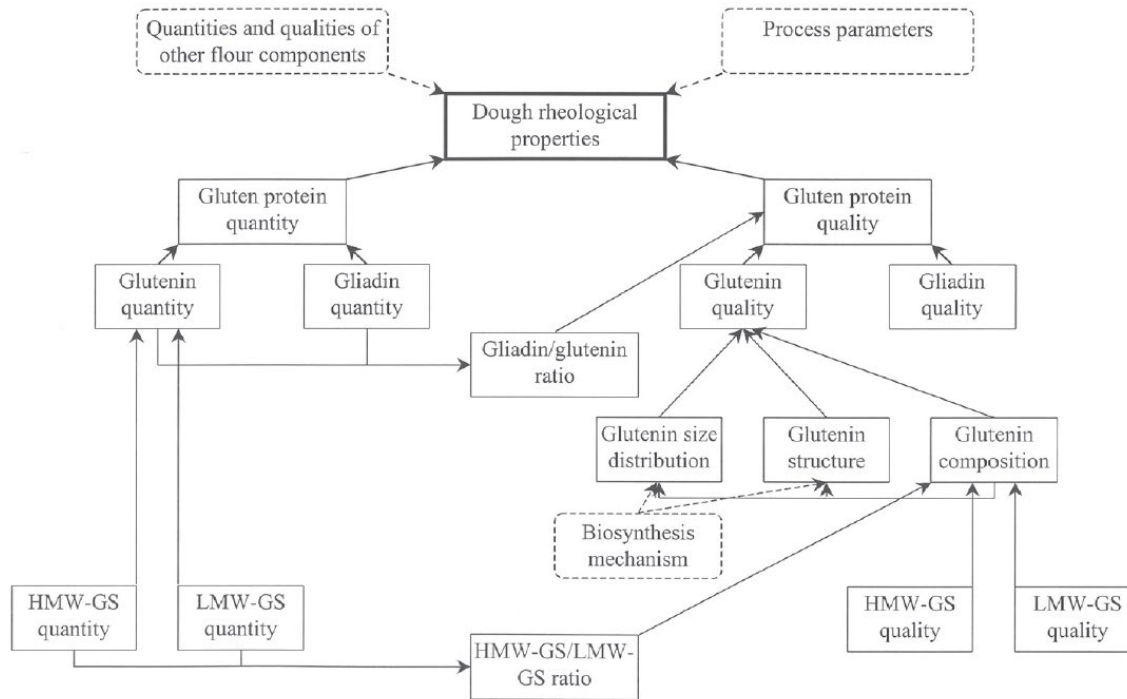 Quantities and qualities of
other flour components
Process parameters
Dough rheological
properties
Gluten protein
quantity
Gluten protein
quality
Glutenin
quantity
Gliadin
quantity
Glutenin
quality
Gliadin
quality
Gliadin/glutenin
ratio
Glutenin size
distribution
Glutenin
structure
Glutenin
composition
Biosynthesis
mechanism
HMW-GS
quantity
LMW-GS
quantity
HMW-GS/LMW-
GS ratio
HMW-GS
quality
LMW-GS
quality